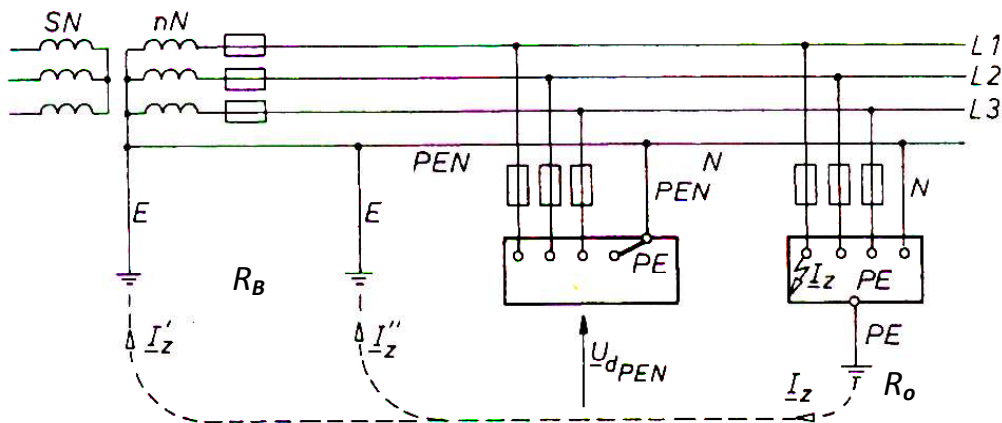 SN
nN
L1
L2
L3
PEN
N
PEN
N
E
E
PE
I_z
PE
R_B
PE
I_z'
I_z''
U_dPEN
I_z
R_o